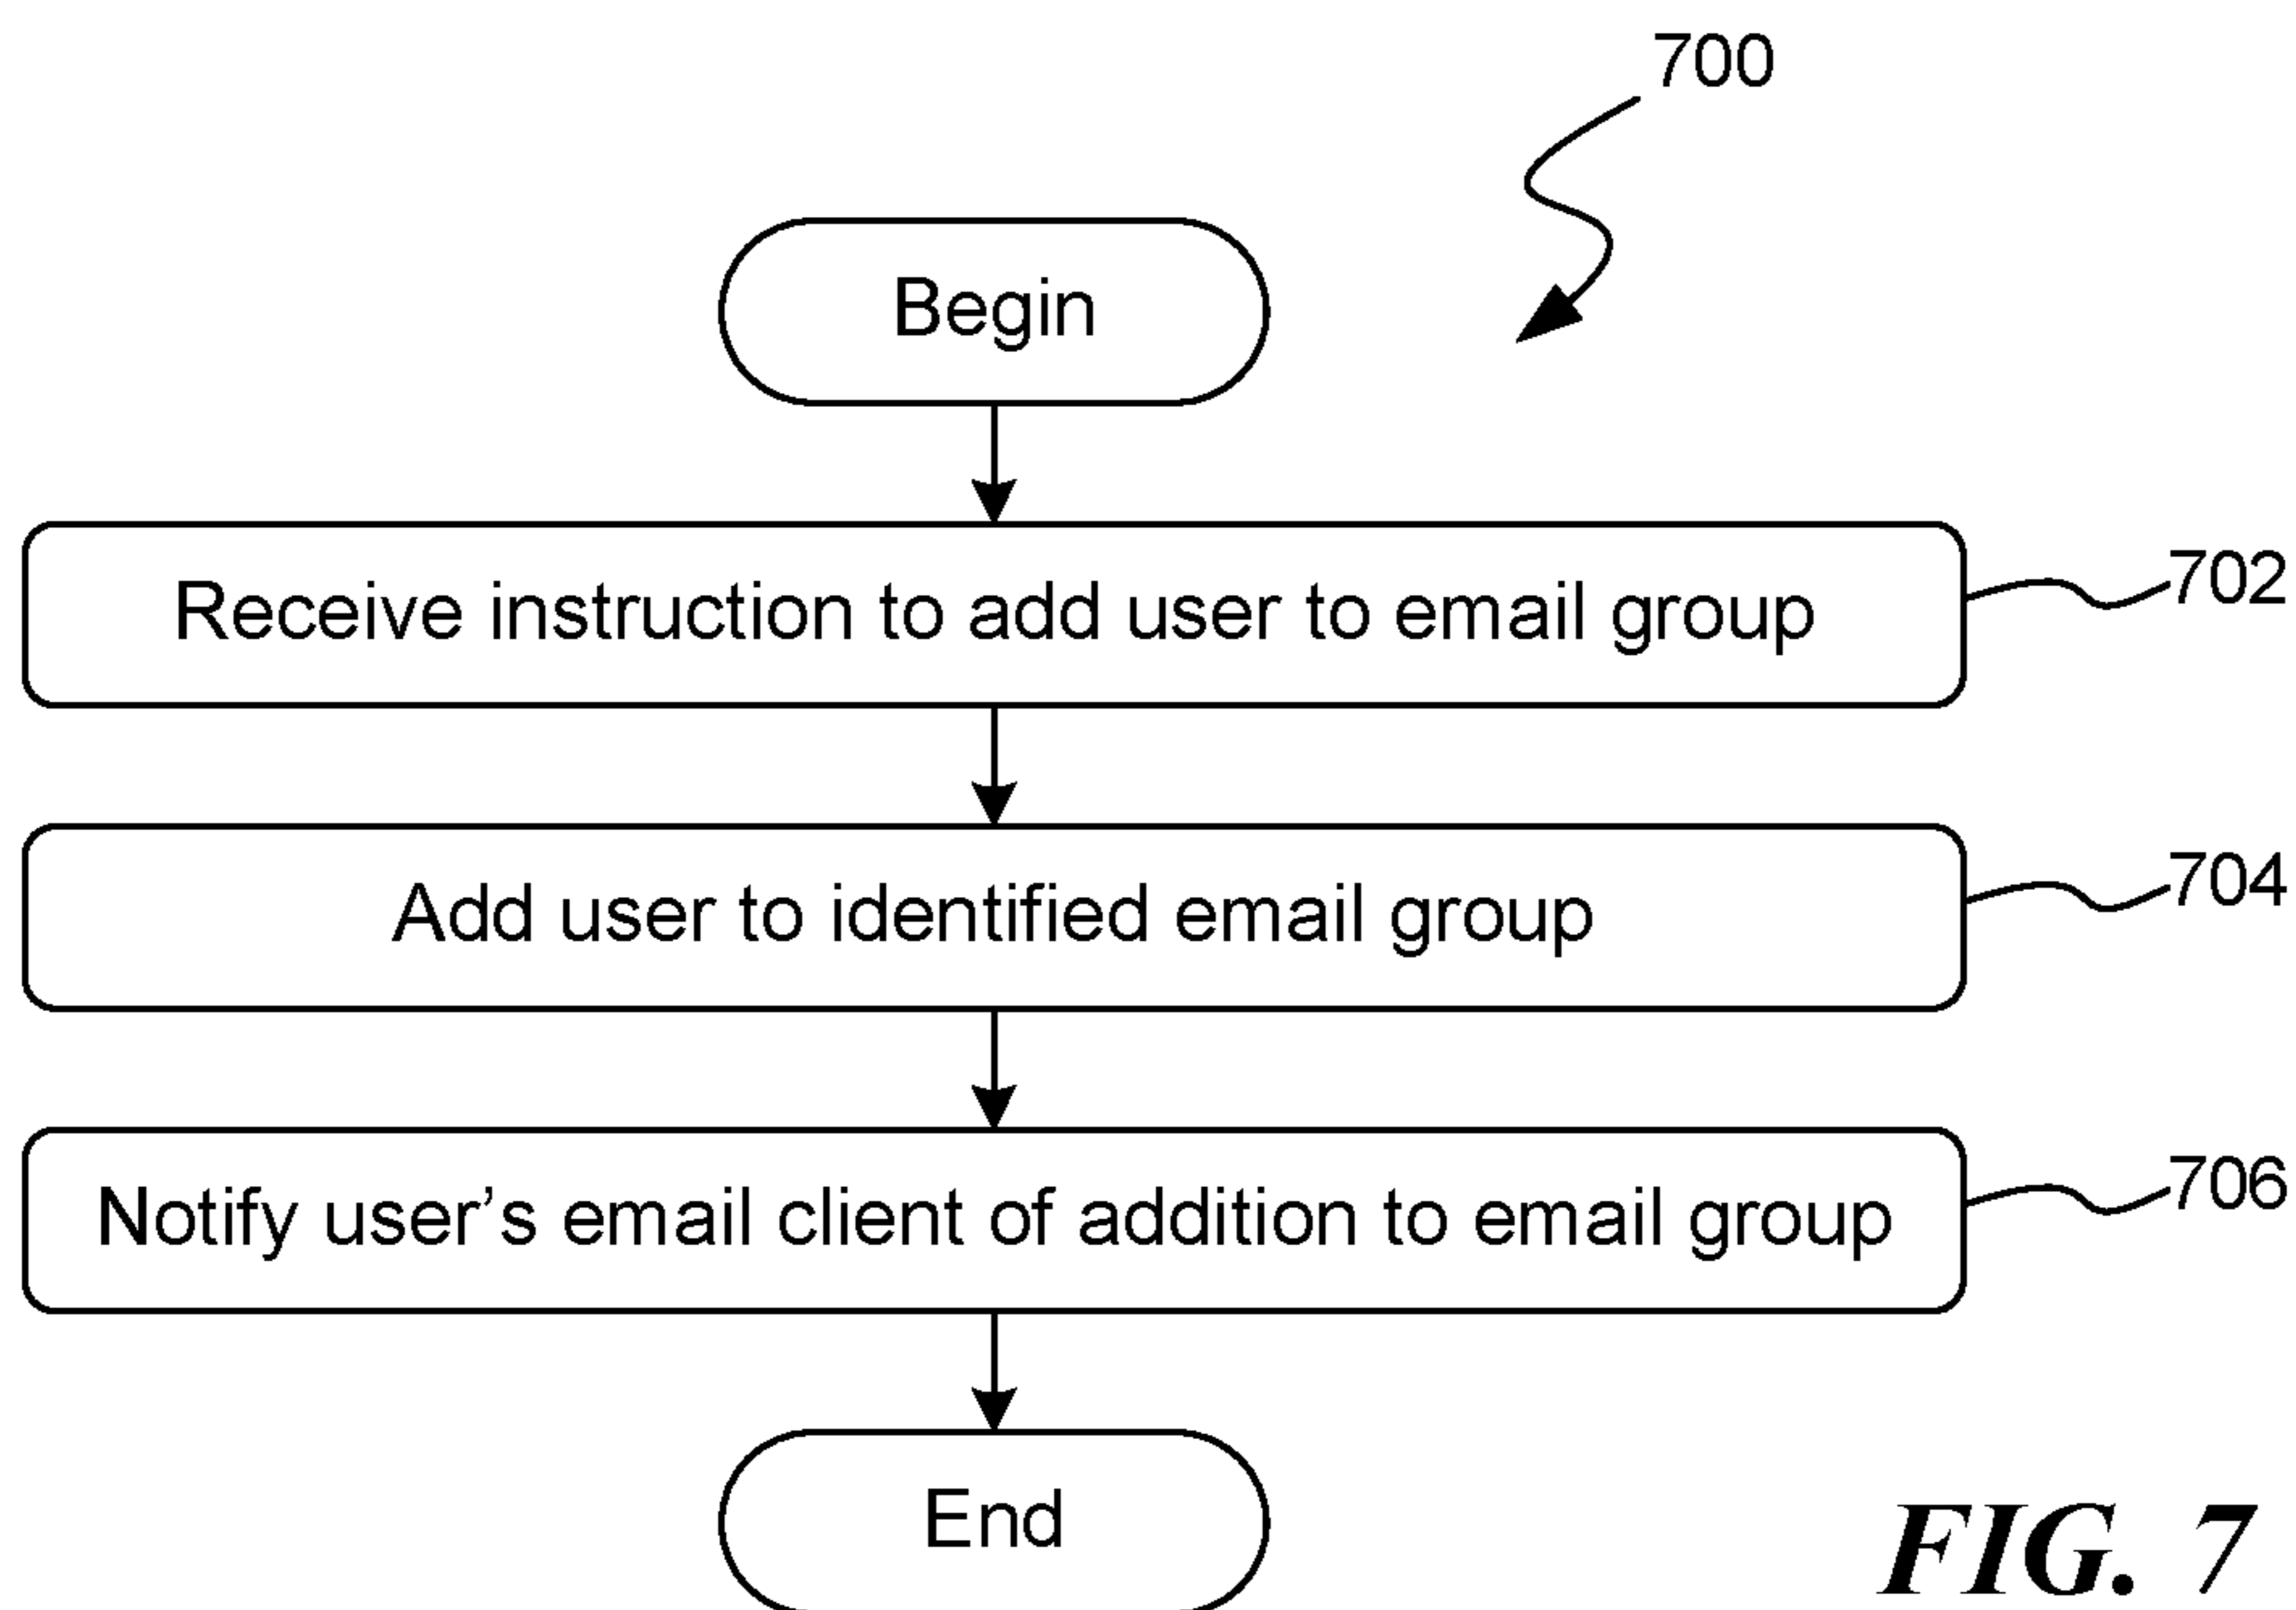 700
Begin
Receive instruction to add user to email group
702
Add user to identified email group
704
Notify user’s email client of addition to email group
706
End
FIG. 7